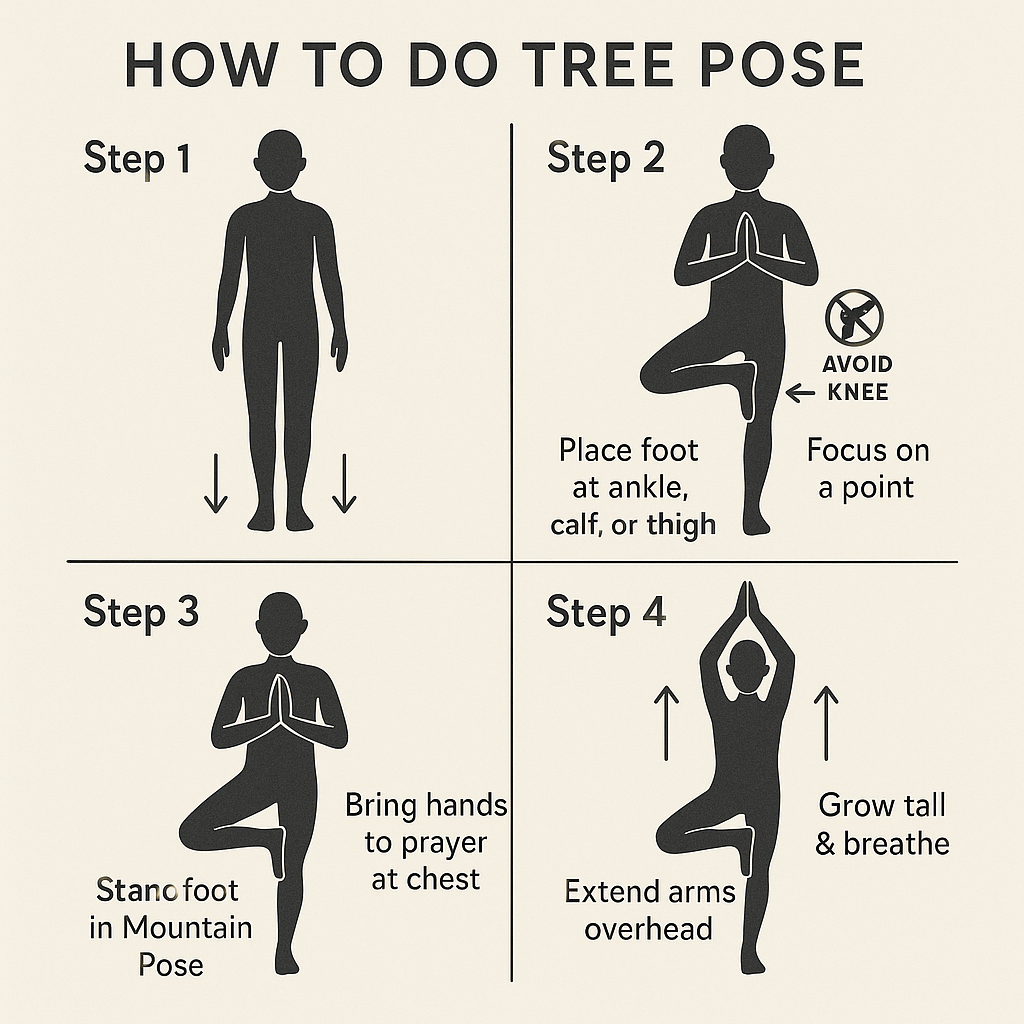 HOW TO DO TREE POSE
Step 1
Step 2
AVOID
KNEE
Place foot
at ankle,
calf, or thigh
Focus on
a point
Step 3
Bring hands
to prayer
at chest
Stano foot
in Mountain
Pose
Step 4
Grow tall
& breathe
Extend arms
overhead